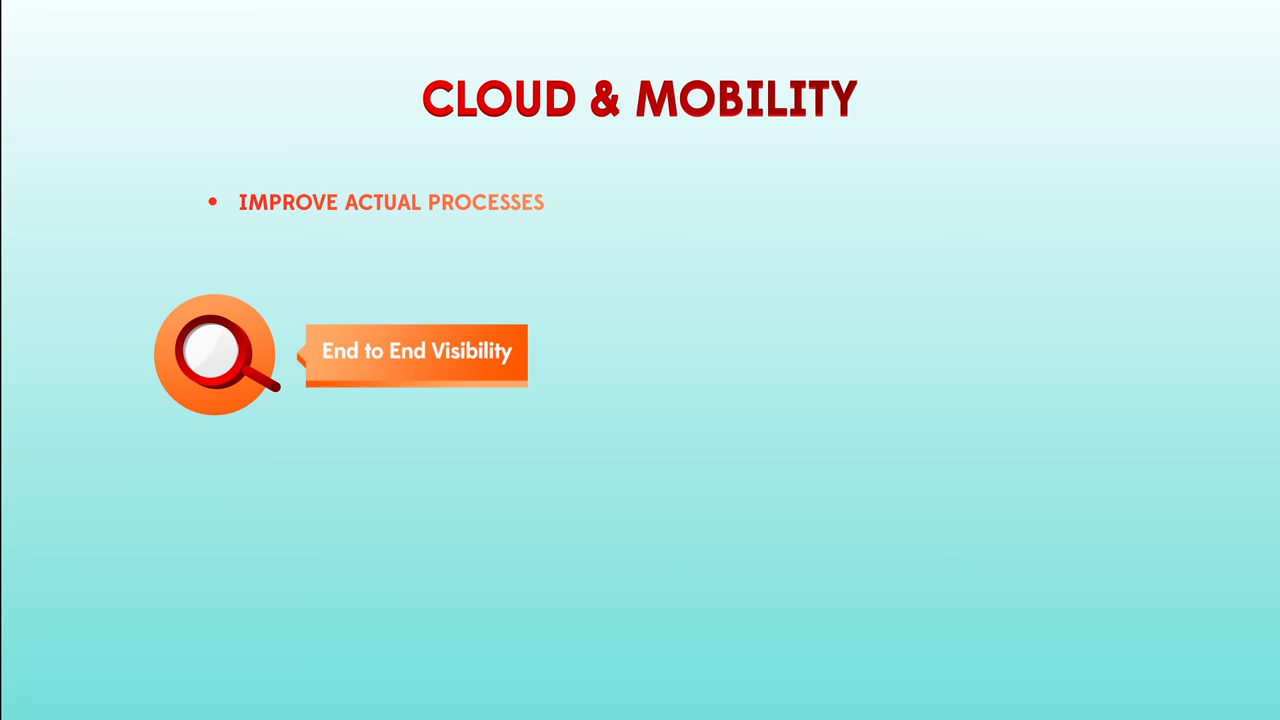 CLOUD & MOBILITY
• IMPROVE ACTUAL PROCESSES
End to End Visibility